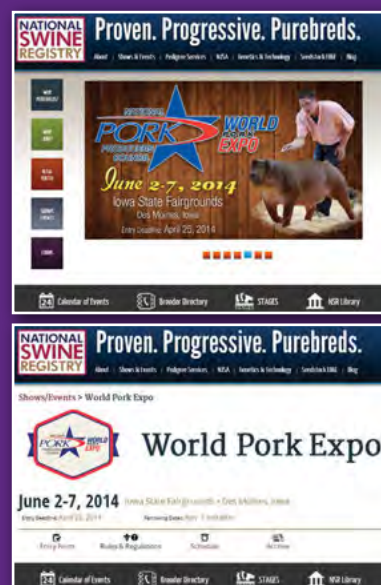 NATIONAL
SWINE
REGISTRY
Proven. Progressive. Purebreds.
About | Shows & Events | Pedigree Services | NJSA | Genetics & Technology | Seedstock EDGE | Blog
NATIONAL
PORK
PRODUCERS
COUNCIL
WORLD
PORK
EXPO
June 2-7, 2014
Iowa State Fairgrounds
Des Moines, Iowa
Entry Deadline: April 25, 2014
24 Calendar of Events
Breeder Directory
STAGES
NSR Library
NATIONAL
SWINE
REGISTRY
Proven. Progressive. Purebreds.
About | Shows & Events | Pedigree Services | NJSA | Genetics & Technology | Seedstock EDGE | Blog
Shows/Events > World Pork Expo
PORK WORLD
EXPO
World Pork Expo
June 2-7, 2014 Iowa State Fairgrounds • Des Moines, Iowa
Entry Deadline: April 25, 2014
Entry Form
Rules & Regulations
Schedule
Archive
24 Calendar of Events
Breeder Directory
STAGES
NSR Library